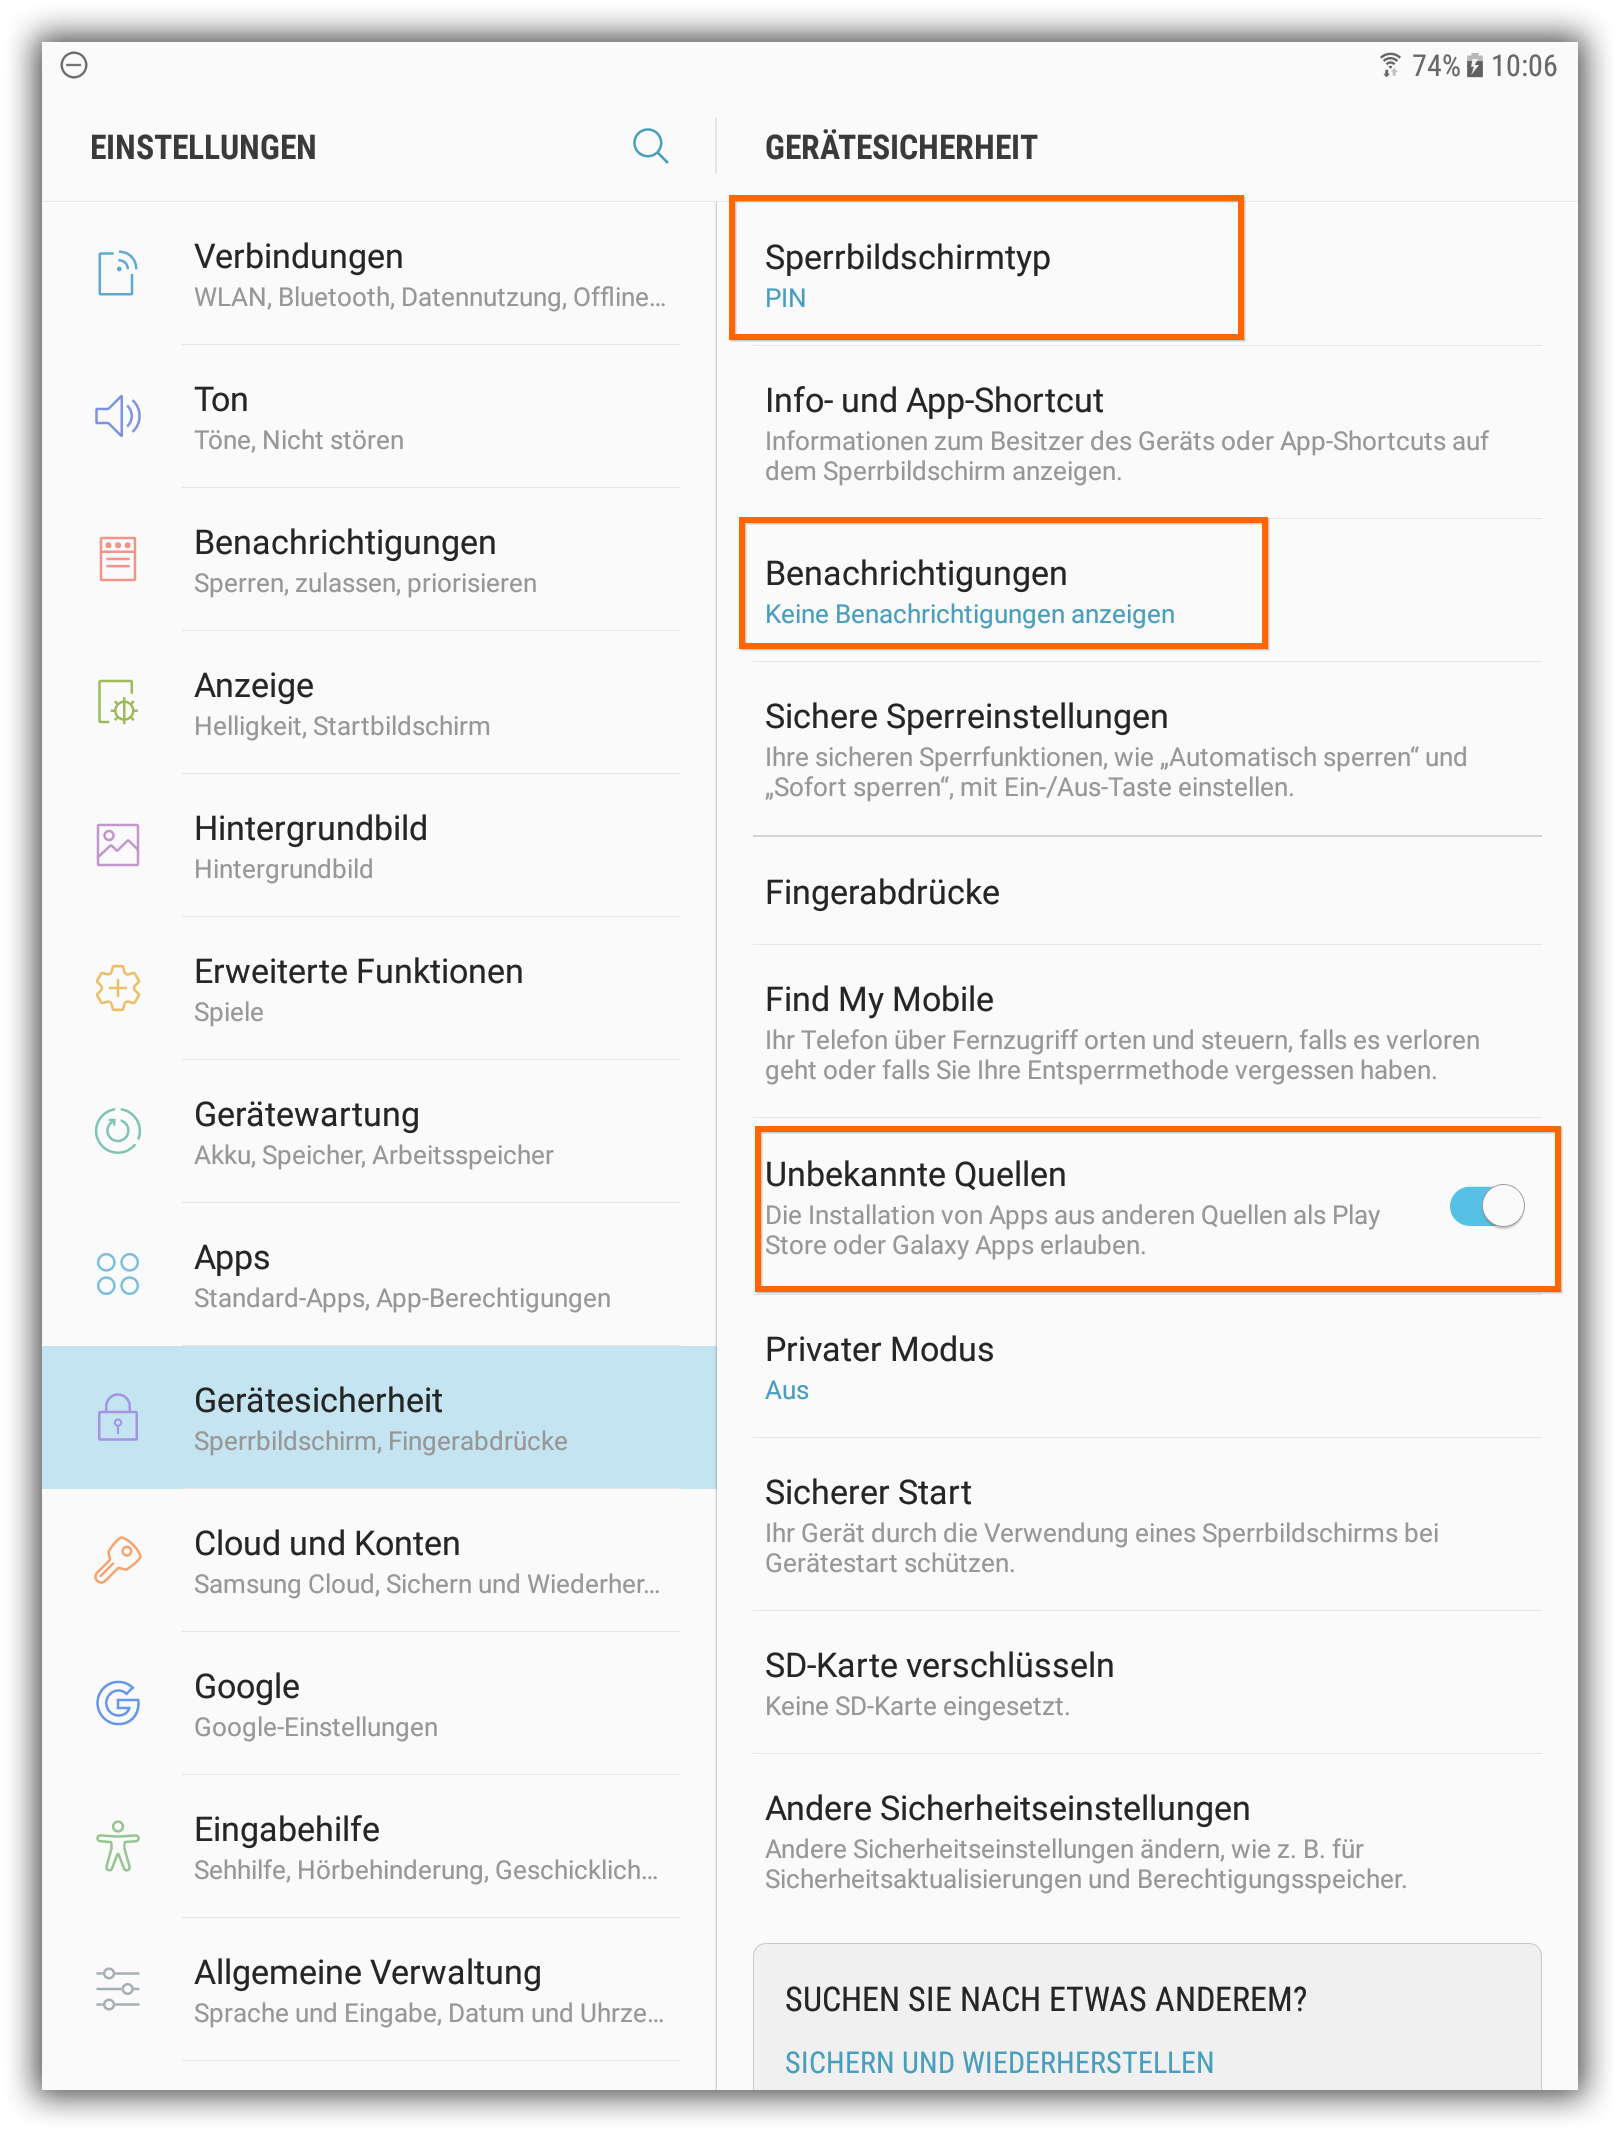 74% 10:06
EINSTELLUNGEN
Verbindungen
WLAN, Bluetooth, Datennutzung, Offline...
Ton
Töne, Nicht stören
Benachrichtigungen
Sperren, zulassen, priorisieren
Anzeige
Helligkeit, Startbildschirm
Hintergrundbild
Hintergrundbild
Erweiterte Funktionen
Spiele
Gerätewartung
Akku, Speicher, Arbeitsspeicher
Apps
Standard-Apps, App-Berechtigungen
Gerätesicherheit
Sperrbildschirm, Fingerabdrücke
Cloud und Konten
Samsung Cloud, Sichern und Wiederher...
Google
Google-Einstellungen
Eingabehilfe
Sehhilfe, Hörbehinderung, Geschicklich...
Allgemeine Verwaltung
Sprache und Eingabe, Datum und Uhrze...
GERÄTESICHERHEIT
Sperrbildschirmtyp
PIN
Info- und App-Shortcut
Informationen zum Besitzer des Geräts oder App-Shortcuts auf
dem Sperrbildschirm anzeigen.
Benachrichtigungen
Keine Benachrichtigungen anzeigen
Sichere Sperreinstellungen
Ihre sicheren Sperrfunktionen, wie „Automatisch sperren“ und
„Sofort sperren“, mit Ein-/Aus-Taste einstellen.
Fingerabdrücke
Find My Mobile
Ihr Telefon über Fernzugriff orten und steuern, falls es verloren
geht oder falls Sie Ihre Entsperrmethode vergessen haben.
Unbekannte Quellen
Die Installation von Apps aus anderen Quellen als Play
Store oder Galaxy Apps erlauben.
Privater Modus
Aus
Sicherer Start
Ihr Gerät durch die Verwendung eines Sperrbildschirms bei
Gerätestart schützen.
SD-Karte verschlüsseln
Keine SD-Karte eingesetzt.
Andere Sicherheitseinstellungen
Andere Sicherheitseinstellungen ändern, wie z. B. für
Sicherheitsaktualisierungen und Berechtigungsspeicher.
SUCHEN SIE NACH ETWAS ANDEREM?
SICHERN UND WIEDERHERSTELLEN